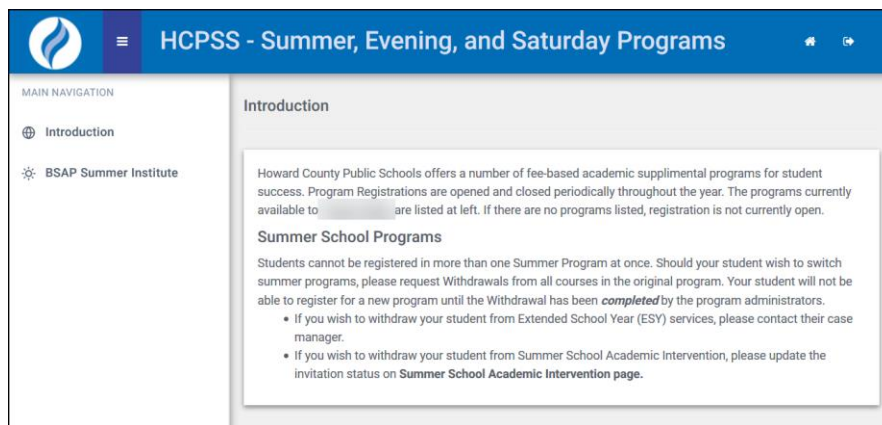 HCPSS - Summer, Evening, and Saturday Programs
MAIN NAVIGATION
Introduction
BSAP Summer Institute
Introduction
Howard County Public Schools offers a number of fee-based academic supplimental programs for student
success. Program Registrations are opened and closed periodically throughout the year. The programs currently
available to are listed at left. If there are no programs listed, registration is not currently open.
Summer School Programs
Students cannot be registered in more than one Summer Program at once. Should your student wish to switch
summer programs, please request Withdrawals from all courses in the original program. Your student will not be
able to register for a new program until the Withdrawal has been completed by the program administrators.
• If you wish to withdraw your student from Extended School Year (ESY) services, please contact their case
manager.
• If you wish to withdraw your student from Summer School Academic Intervention, please update the
invitation status on Summer School Academic Intervention page.